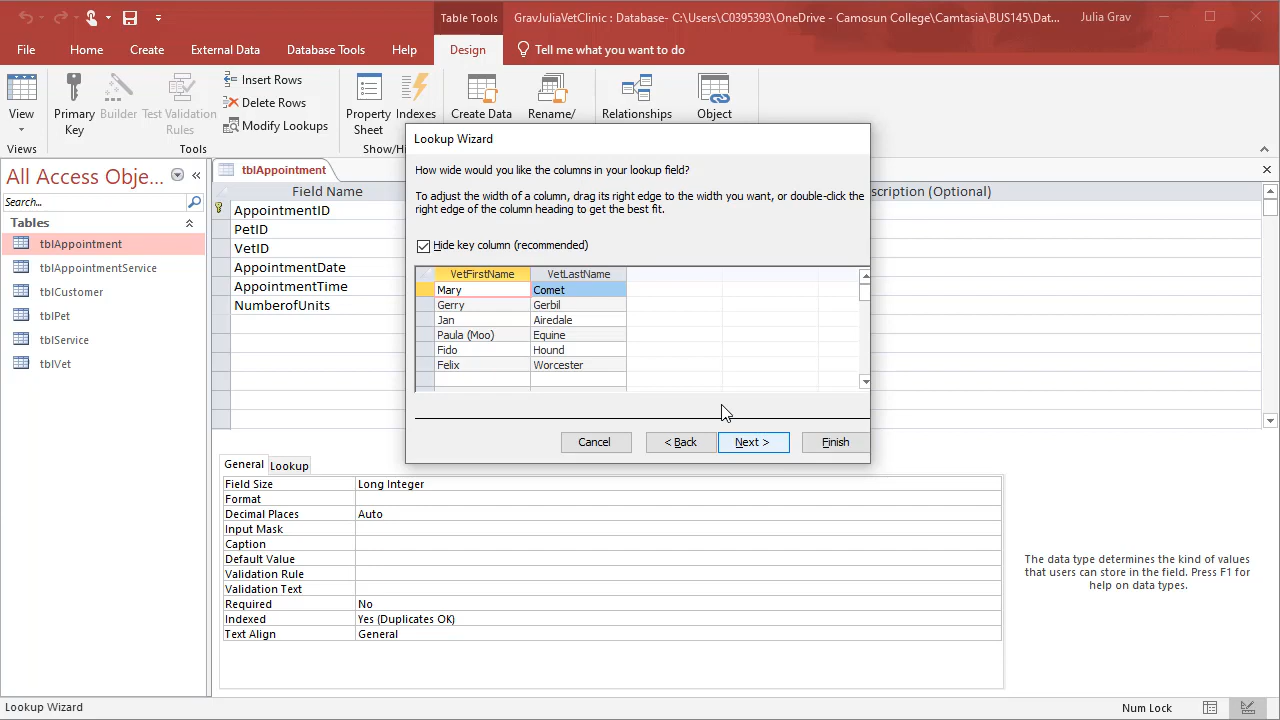 Table Tools
GravJuliaVetClinic : Database- C:\Users\C0395393\OneDrive - Camosun College\Camtasia\BUS145\Dat...
Julia Grav
File
Home
Create
External Data
Database Tools
Help
Design
Tell me what you want to do
View
Primary
Key
Builder
Test Validation
Rules
Insert Rows
Delete Rows
Modify Lookups
Property
Sheet
Indexes
Create Data
Rename/
Relationships
Object
Views
Tools
Show/Hi
Lookup Wizard
How wide would you like the columns in your lookup field?
To adjust the width of a column, drag its right edge to the width you want, or double-click the
right edge of the column heading to get the best fit.
Hide key column (recommended)
VetFirstName VetLastName
Mary Comet
Gerry Gerbil
Jan Airedale
Paula (Moo) Equine
Fido Hound
Felix Worcester
Cancel
< Back
Next >
Finish
All Access Obje...
Search...
Tables
tblAppointment
tblAppointmentService
tblCustomer
tblPet
tblService
tblVet
tblAppointment
Field Name
scription (Optional)
AppointmentID
PetID
VetID
AppointmentDate
AppointmentTime
NumberofUnits
General
Lookup
Field Size Long Integer
Format
Decimal Places Auto
Input Mask
Caption
Default Value
Validation Rule
Validation Text
Required No
Indexed Yes (Duplicates OK)
Text Align General
The data type determines the kind of values
that users can store in the field. Press F1 for
help on data types.
Lookup Wizard
Num Lock